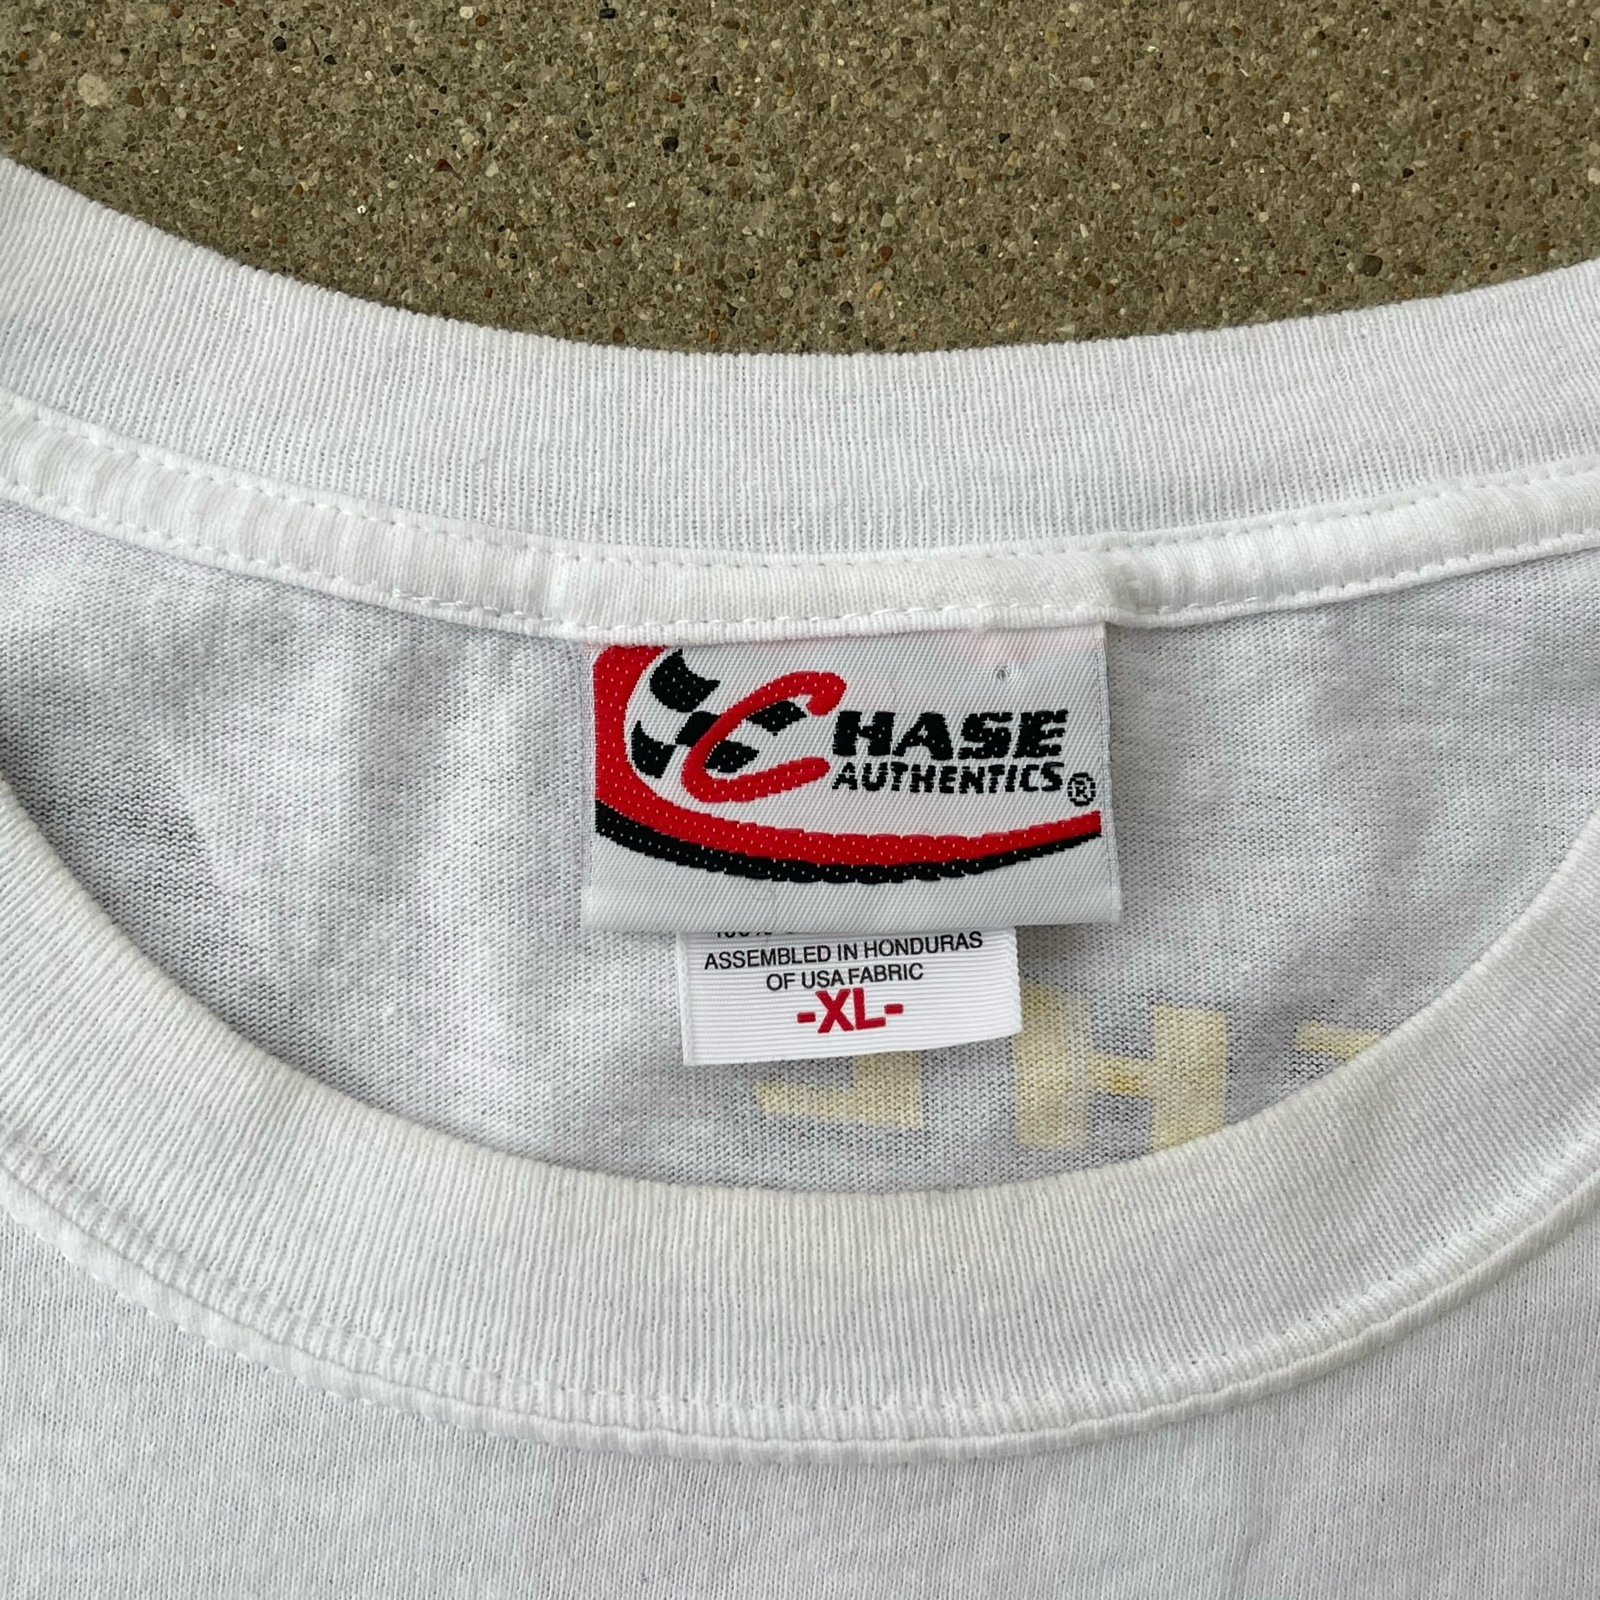 CHASE
AUTHENTICS®
ASSEMBLED IN HONDURAS
OF USA FABRIC
-XL-